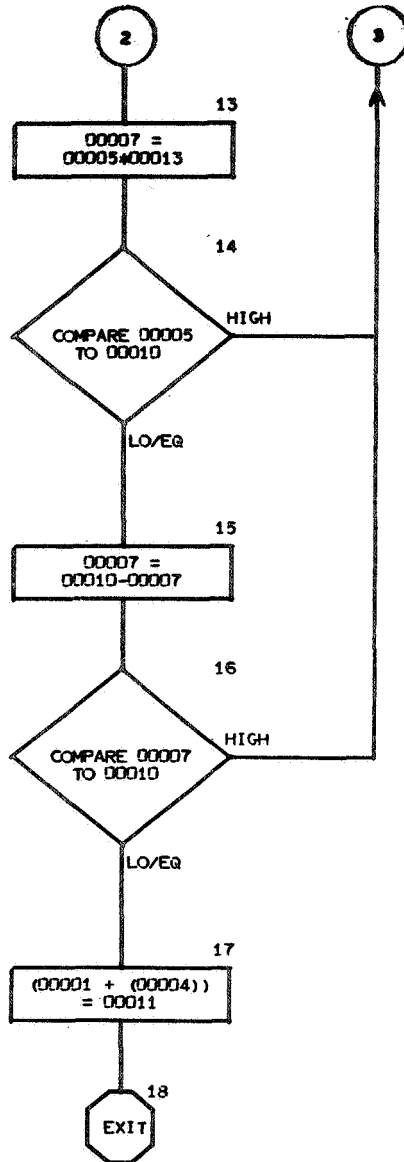 2
3
13
00007 =
00005*00013
14
HIGH
COMPARE 00005
TO 00010
LO/EQ
15
00007 =
00010-00007
16
HIGH
COMPARE 00007
TO 00010
LO/EQ
17
(00001 + (00004))
= 00011
18
EXIT